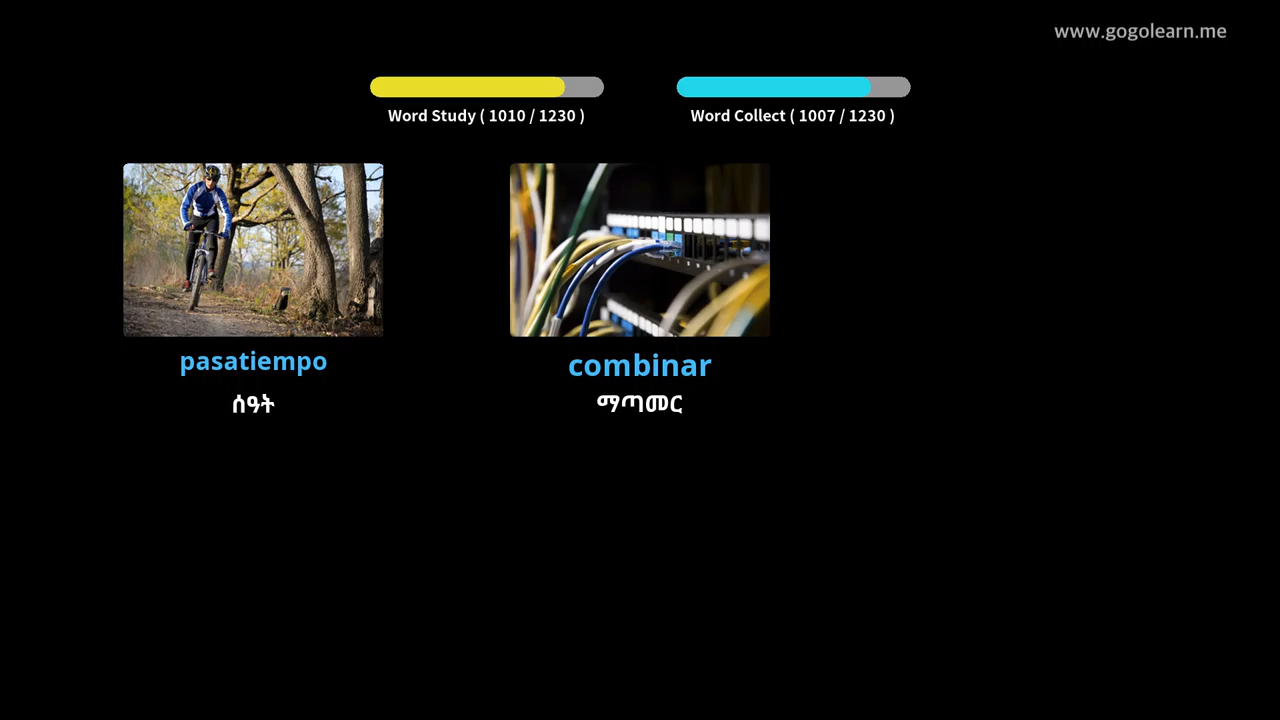 www.gogolearn.me
Word Study ( 1010 / 1230 )
Word Collect ( 1007 / 1230 )
pasatiempo
combinar
ሰዓት
ማጣመር